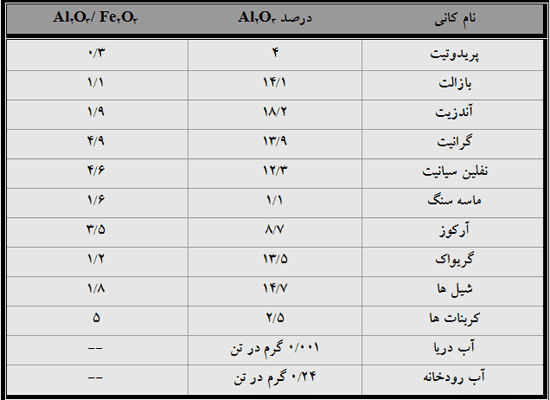 نام کانی درصد Al۲O۳ Al۲O۳/ Fe۲O۳
پریدوتیت ۴ ۰/۳
بازالت ۱۴/۱ ۱/۱
آندزیت ۱۸/۲ ۱/۹
گرانیت ۱۳/۹ ۴/۹
نفلین سیانیت ۱۲/۳ ۴/۶
ماسه سنگ ۱/۱ ۱/۶
آرکوز ۸/۷ ۳/۵
گریواک ۱۳/۵ ۱/۲
شیل ها ۱۴/۷ ۱/۸
کربنات ها ۲/۵ ۵
آب دریا ۰/۰۰۱ گرم در تن --
آب رودخانه ۰/۲۴ گرم در تن --